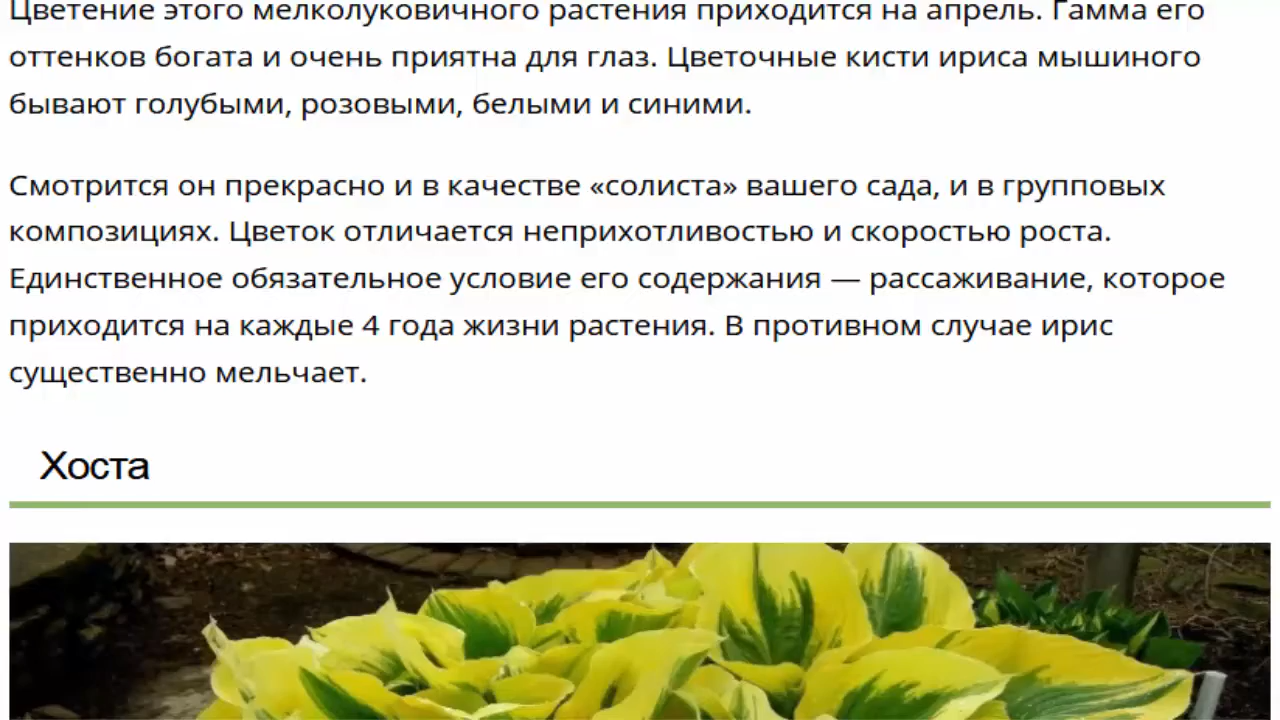 Цветение этого мелколуковичного растения приходится на апрель. Гамма его
оттенков богата и очень приятна для глаз. Цветочные кисти ириса мышиного
бывают голубыми, розовыми, белыми и синими.
Смотрится он прекрасно и в качестве «солиста» вашего сада, и в групповых
композициях. Цветок отличается неприхотливостью и скоростью роста.
Единственное обязательное условие его содержания — рассаживание, которое
приходится на каждые 4 года жизни растения. В противном случае ирис
существенно мельчает.
Хоста